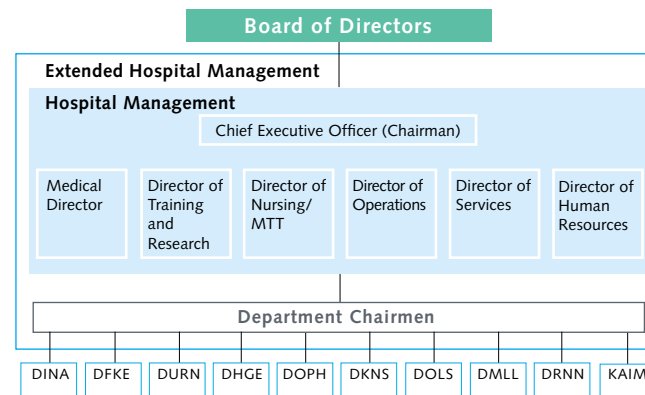 Board of Directors
Extended Hospital Management
Hospital Management
Chief Executive Officer (Chairman)
Medical
Director
Director of
Training
and
Research
Director of
Nursing/
MTT
Director of
Operations
Director of
Services
Director of
Human
Resources
Department Chairmen
DINA
DFKE
DURN
DHGE
DOPH
DKNS
DOLS
DMLL
DRNN
KAIM